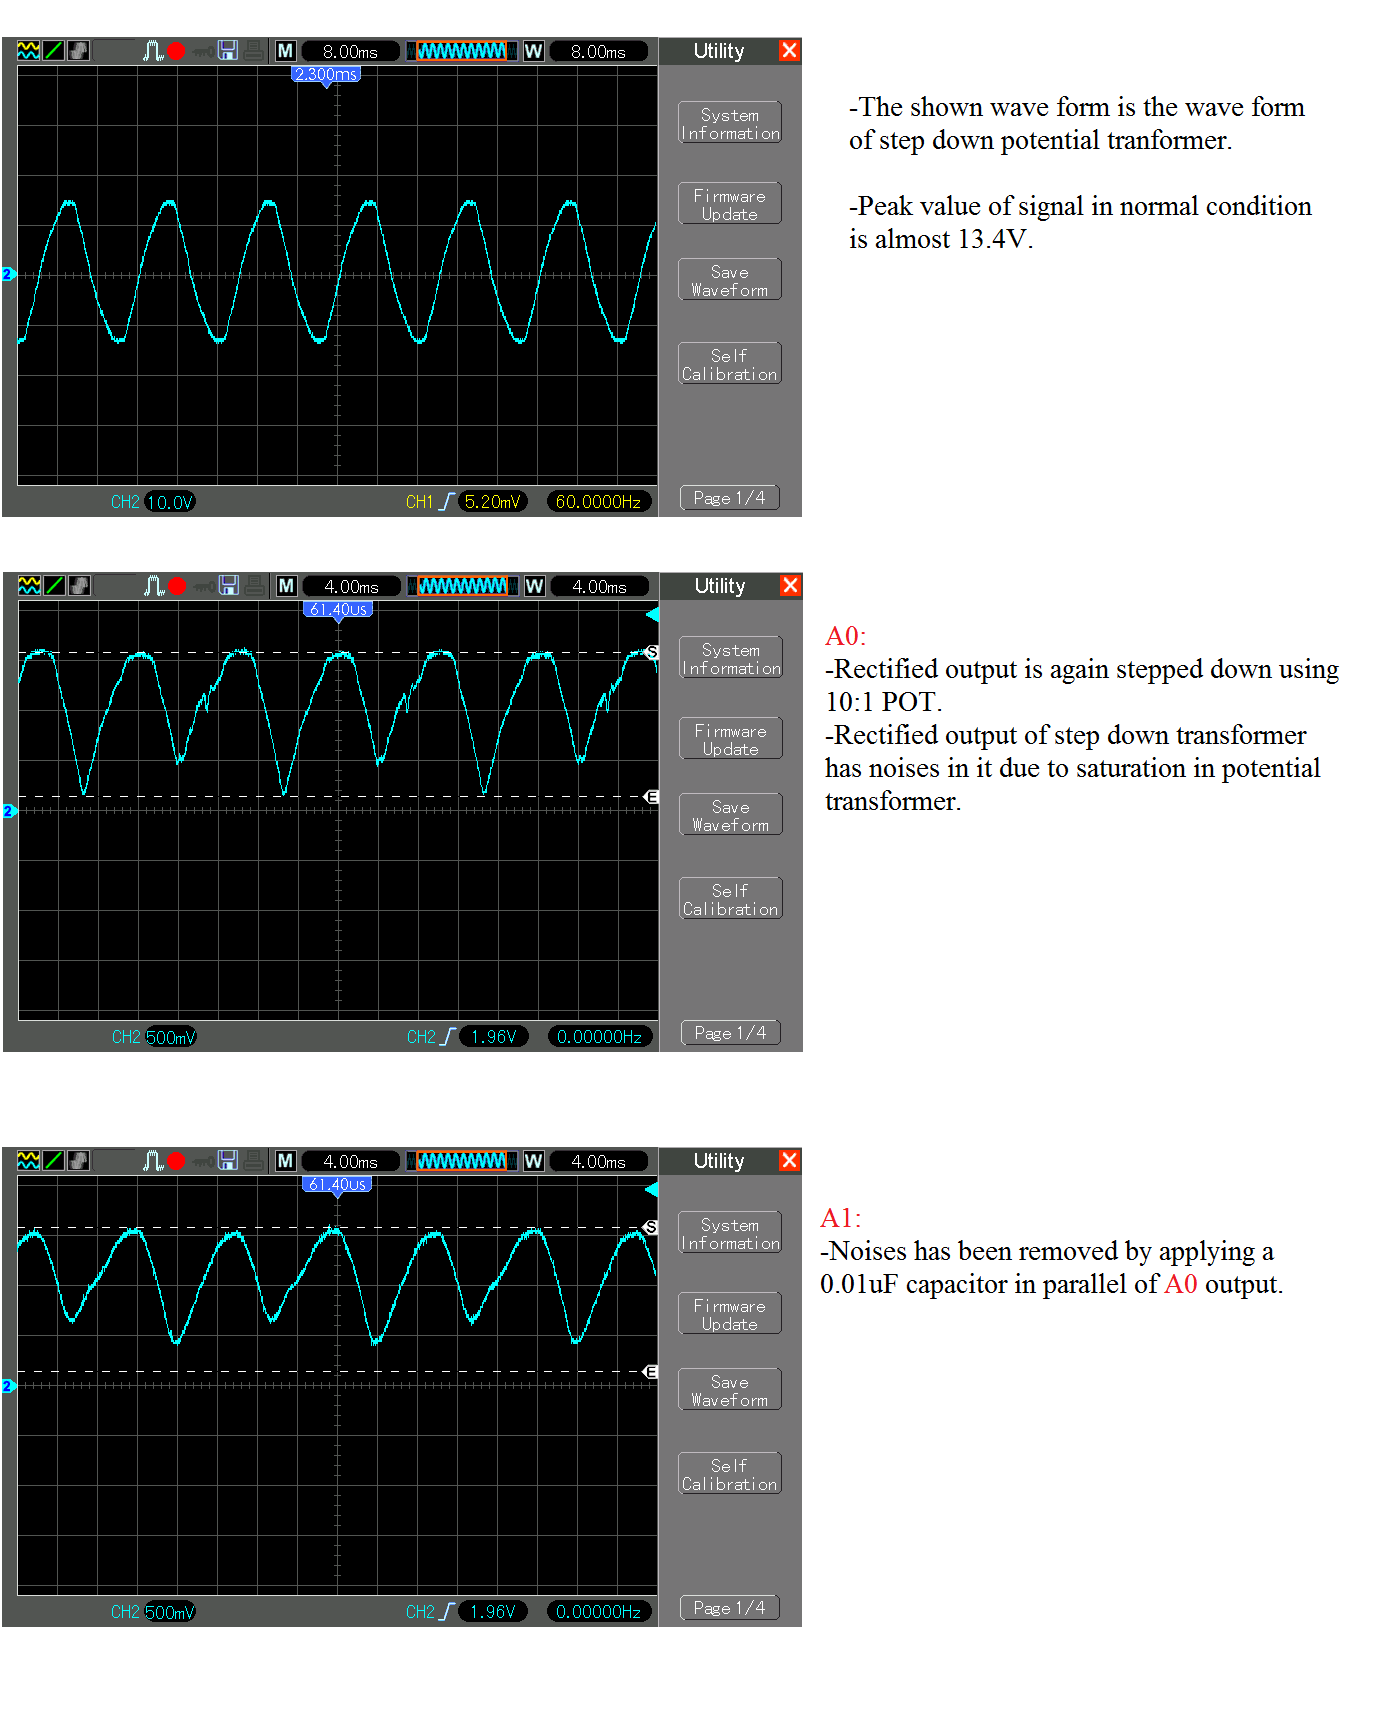 M 8.00ms W 8.00ms Utility X
2.300ms
System
Information
-The shown wave form is the wave form
of step down potential tranformer.
Firmware
Update
-Peak value of signal in normal condition
is almost 13.4V.
2
Save
Waveform
Self
Calibration
CH2 10.0V CH1 5.20mV 60.0000Hz Page 1/4
M 4.00ms W 4.00ms Utility X
61.40us
S
System
Information
A0:
-Rectified output is again stepped down using
10:1 POT.
-Rectified output of step down transformer
has noises in it due to saturation in potential
transformer.
Firmware
Update
E
2
Save
Waveform
Self
Calibration
CH2 500mV CH2 1.96V 0.00000Hz Page 1/4
M 4.00ms W 4.00ms Utility X
61.40us
S
System
Information
A1:
-Noises has been removed by applying a
0.01uF capacitor in parallel of A0 output.
Firmware
Update
E
2
Save
Waveform
Self
Calibration
CH2 500mV CH2 1.96V 0.00000Hz Page 1/4